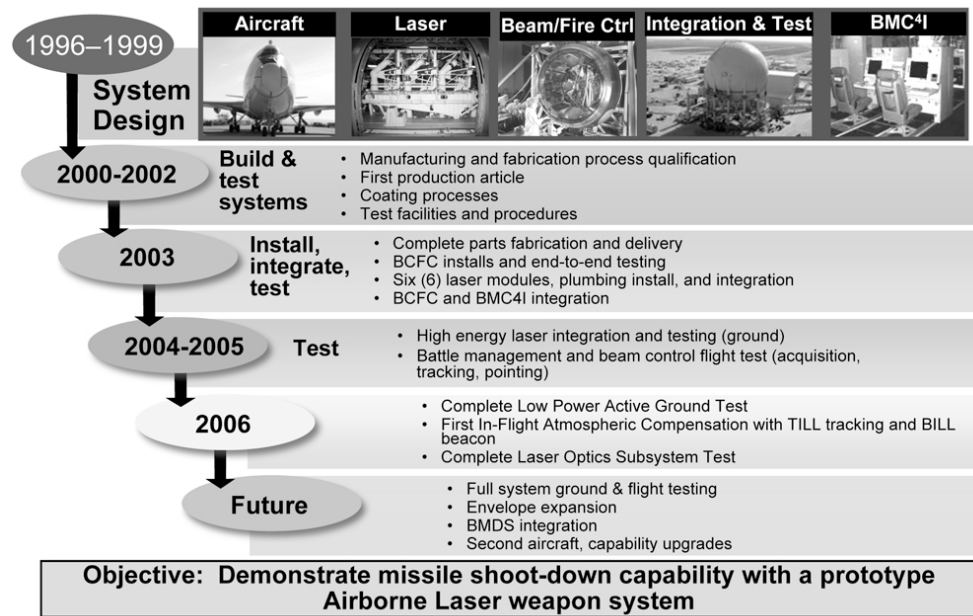 1996–1999
System
Design
Aircraft
Laser
Beam/Fire Ctrl
Integration & Test
BMC⁴I
2000-2002
Build &
test
systems
• Manufacturing and fabrication process qualification
• First production article
• Coating processes
• Test facilities and procedures
2003
Install,
integrate,
test
• Complete parts fabrication and delivery
• BCFC installs and end-to-end testing
• Six (6) laser modules, plumbing install, and integration
• BCFC and BMC4I integration
2004-2005
Test
• High energy laser integration and testing (ground)
• Battle management and beam control flight test (acquisition,
tracking, pointing)
2006
• Complete Low Power Active Ground Test
• First In-Flight Atmospheric Compensation with TILL tracking and BILL
beacon
• Complete Laser Optics Subsystem Test
Future
• Full system ground & flight testing
• Envelope expansion
• BMDS integration
• Second aircraft, capability upgrades
Objective: Demonstrate missile shoot-down capability with a prototype
Airborne Laser weapon system